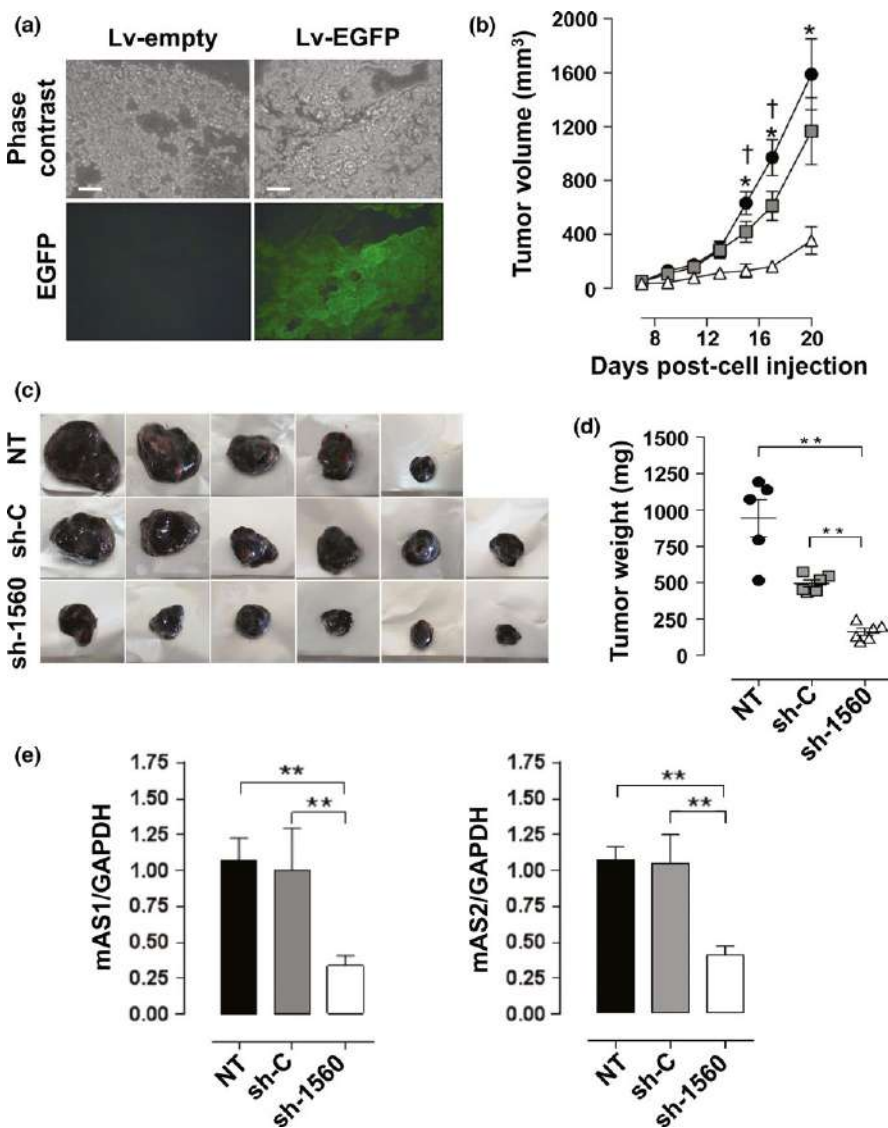 (a)
Lv-empty Lv-EGFP
Phase contrast
EGFP
(b)
Tumor volume (mm³)
2000
1600
1200
800
400
0
* † * † *
8 12 16 20
Days post-cell injection
(c)
NT
sh-C
sh-1560
(d)
Tumor weight (mg)
1500
1250
1000
750
500
250
0
**
**
NT sh-C sh-1560
(e)
mAS1/GAPDH
1.75
1.50
1.25
1.00
0.75
0.50
0.25
0.00
**
**
NT sh-C sh-1560
mAS2/GAPDH
1.75
1.50
1.25
1.00
0.75
0.50
0.25
0.00
**
**
NT sh-C sh-1560